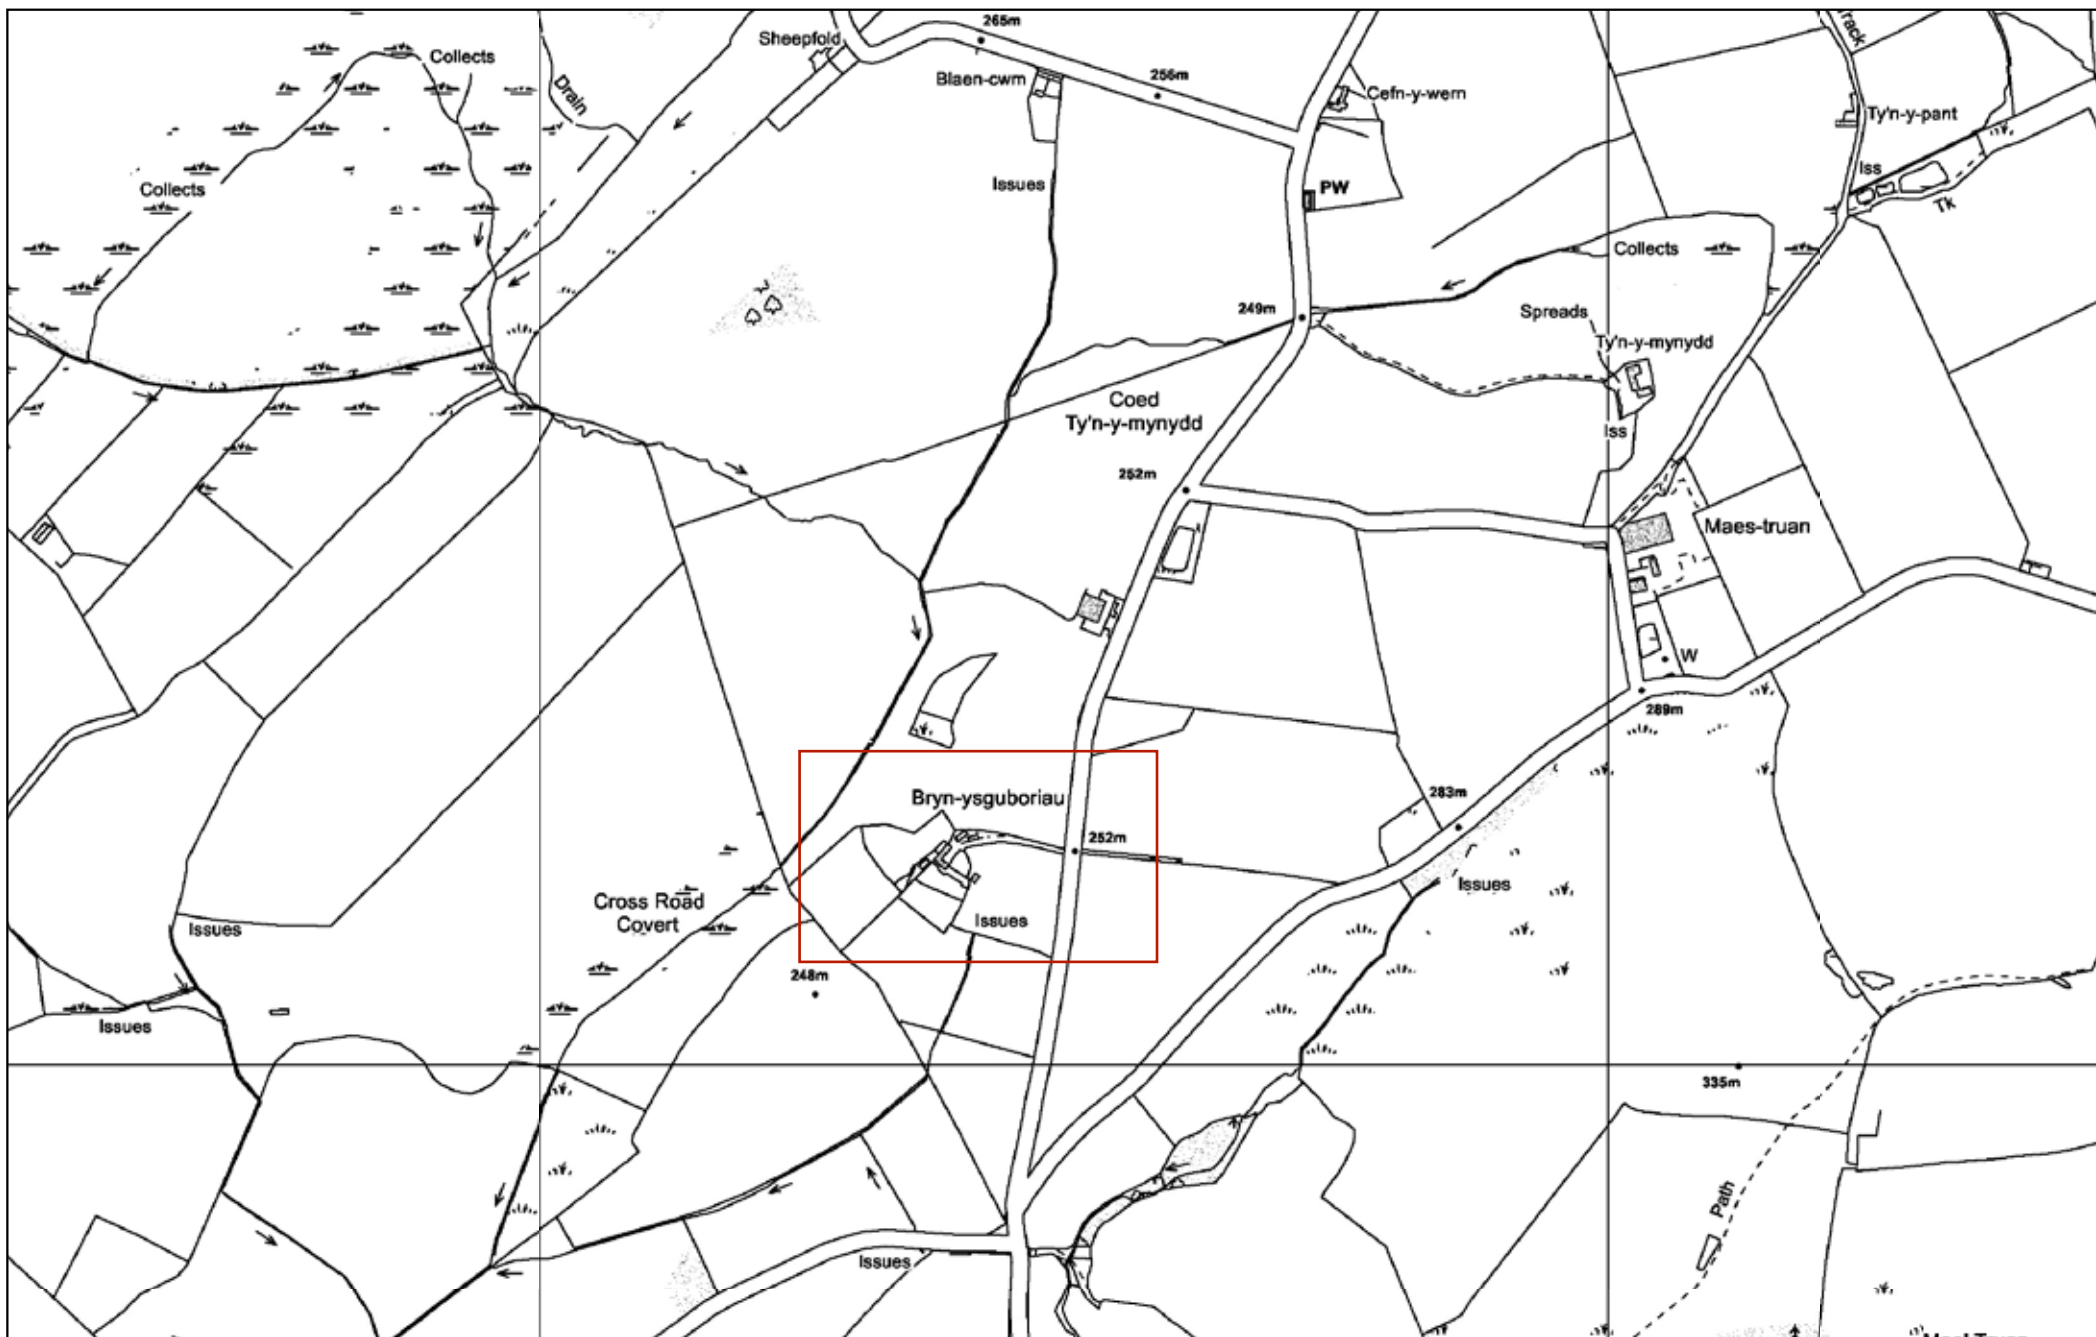 265m
Track
Sheepfold
Collects
Blaen-cwm
256m
Drain
Cefn-y-wern
Ty'n-y-pant
Iss
Collects
Issues
PW
Tk
Collects
249m
Spreads
Ty'n-y-mynydd
Coed
Ty'n-y-mynydd
Iss
252m
Maes-truan
W
289m
283m
Bryn-ysguboriau
252m
Issues
Cross Road
Covert
Issues
Issues
248m
Issues
335m
Path
Issues